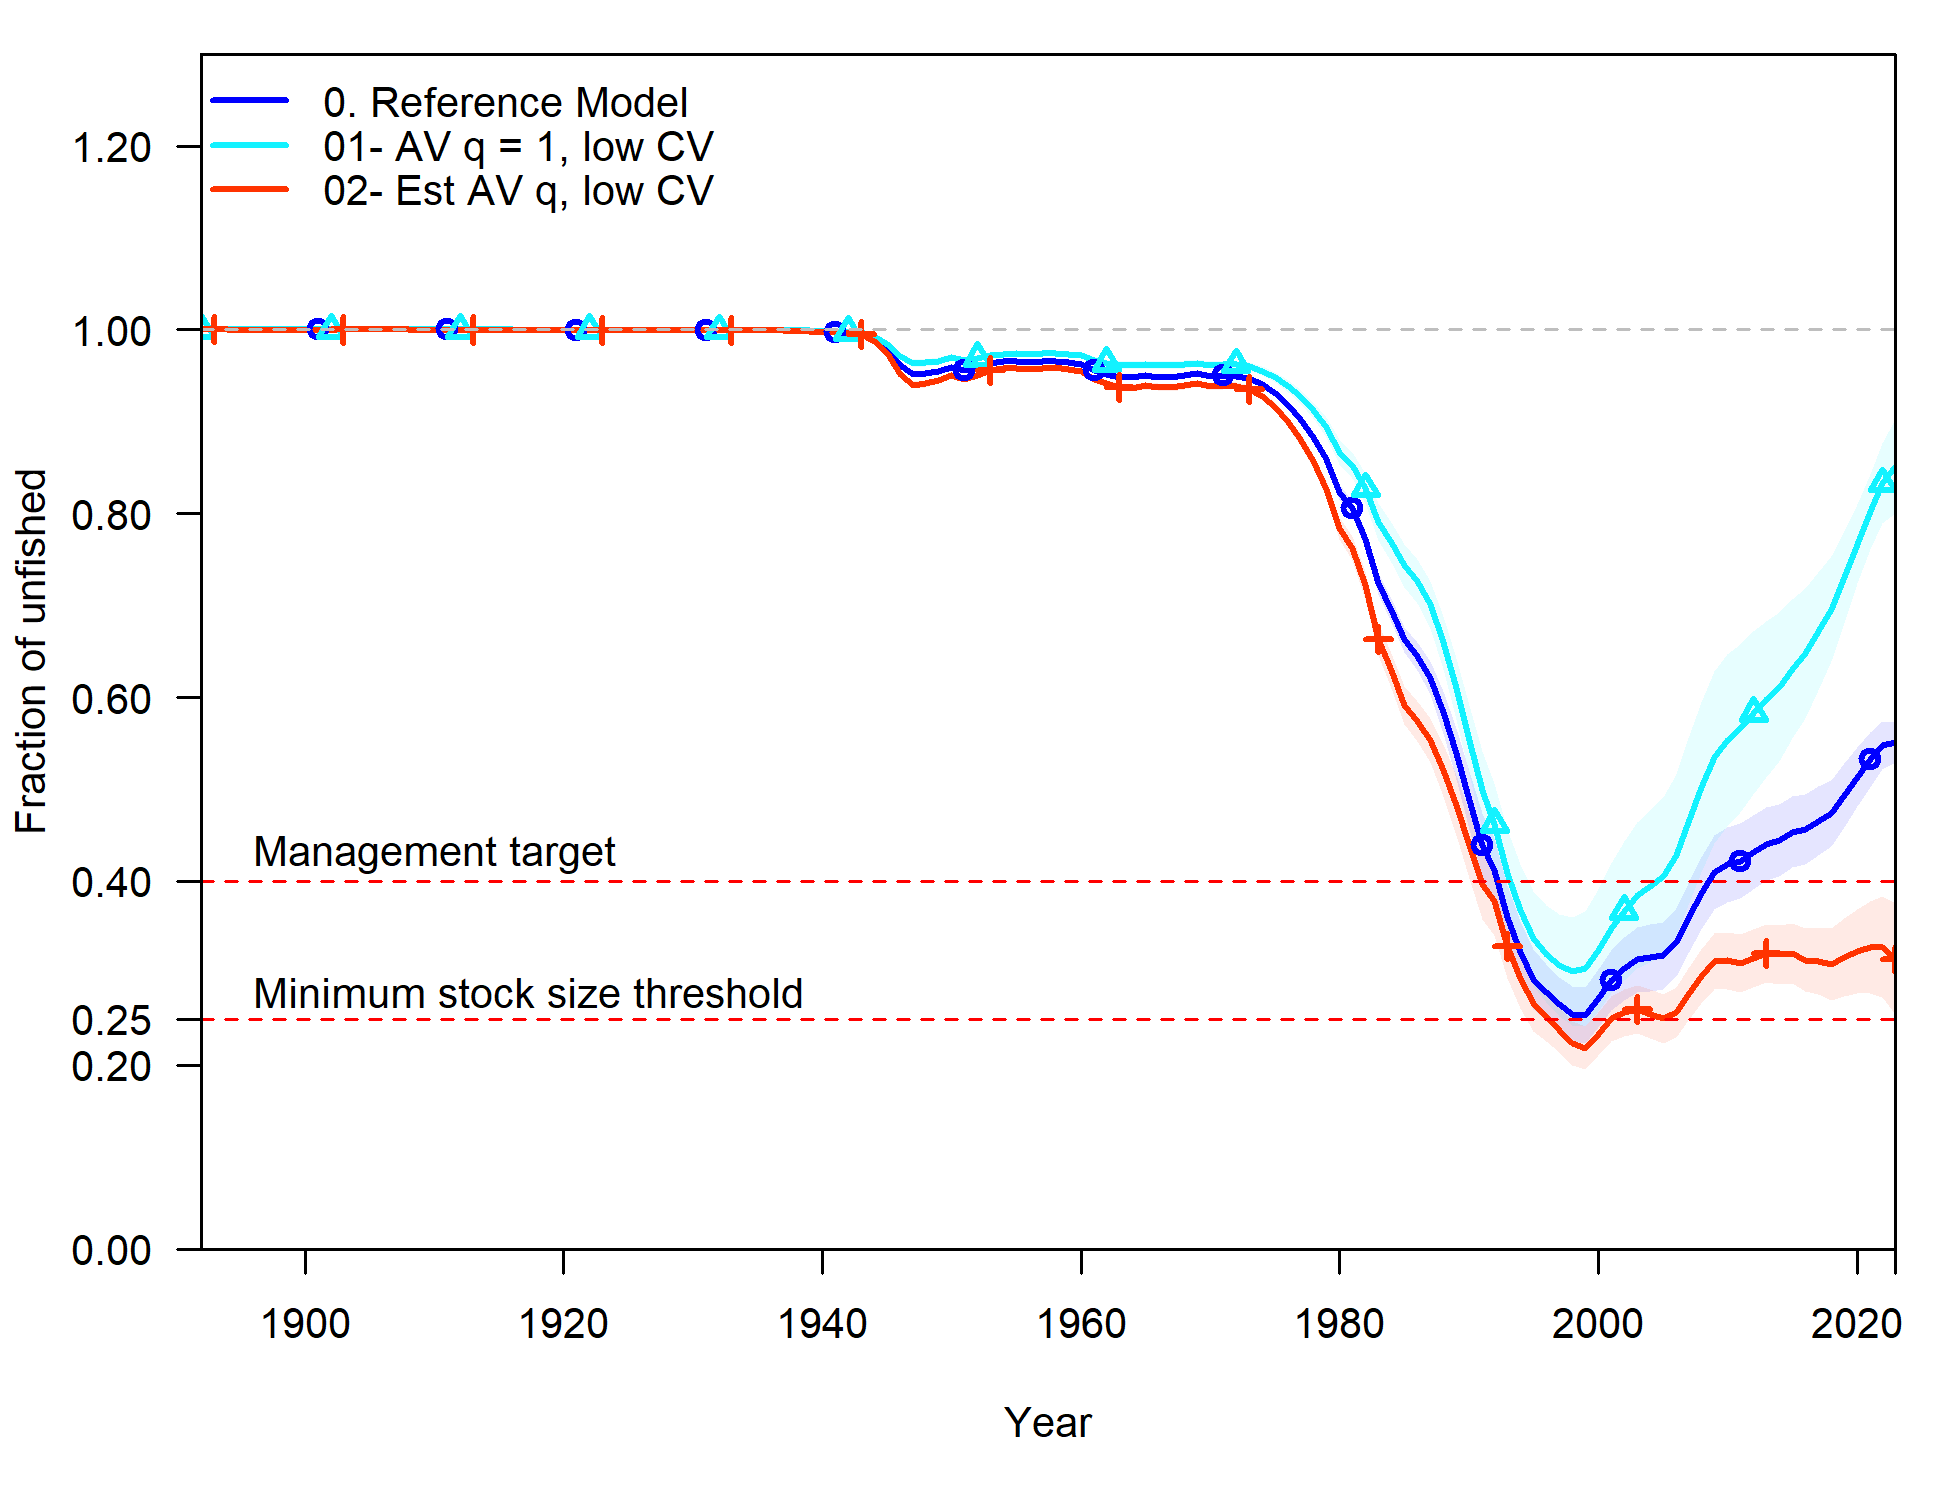 0. Reference Model
01- AV q = 1, low CV
02- Est AV q, low CV
1.20
1.00
0.80
0.60
0.40
0.25
0.20
0.00
Fraction of unfished
Management target
Minimum stock size threshold
1900
1920
1940
1960
1980
2000
2020
Year